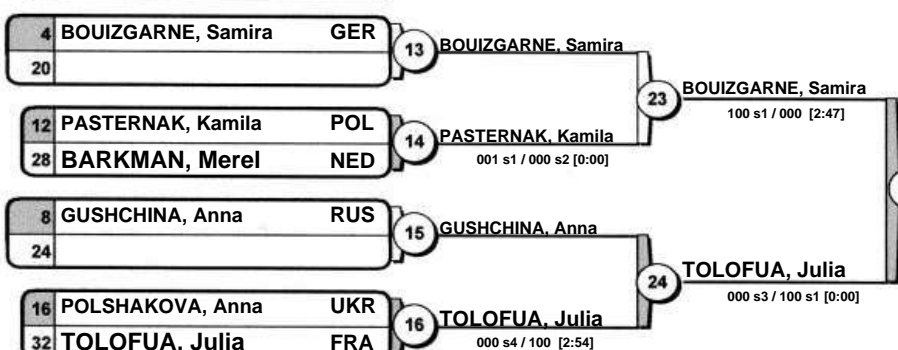 4 BOUIZGARNE, Samira GER
20
13 BOUIZGARNE, Samira
12 PASTERNAK, Kamila POL
28 BARKMAN, Merel NED
14 PASTERNAK, Kamila
001 s1 / 000 s2 [0:00]
23 BOUIZGARNE, Samira
100 s1 / 000 [2:47]
8 GUSHCHINA, Anna RUS
24
15 GUSHCHINA, Anna
16 POLSHAKOVA, Anna UKR
32 TOLOFUA, Julia FRA
16 TOLOFUA, Julia
000 s4 / 100 [2:54]
24 TOLOFUA, Julia
000 s3 / 100 s1 [0:00]